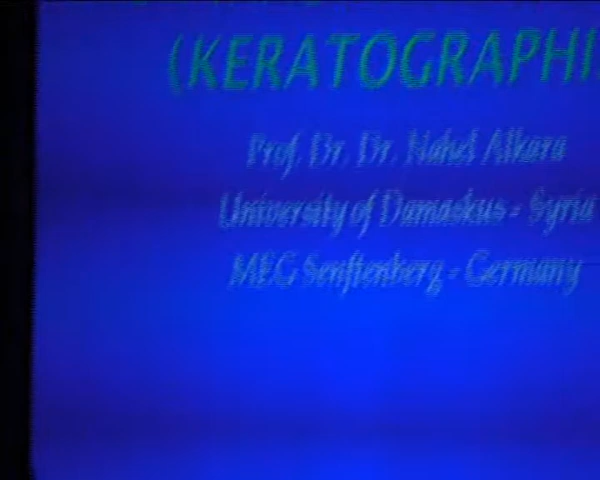 (KERATOGRAPHI
Prof. Dr. Dr. Nahel Alkara
University of Damaskus - Syria
MEG Senftenberg - Germany